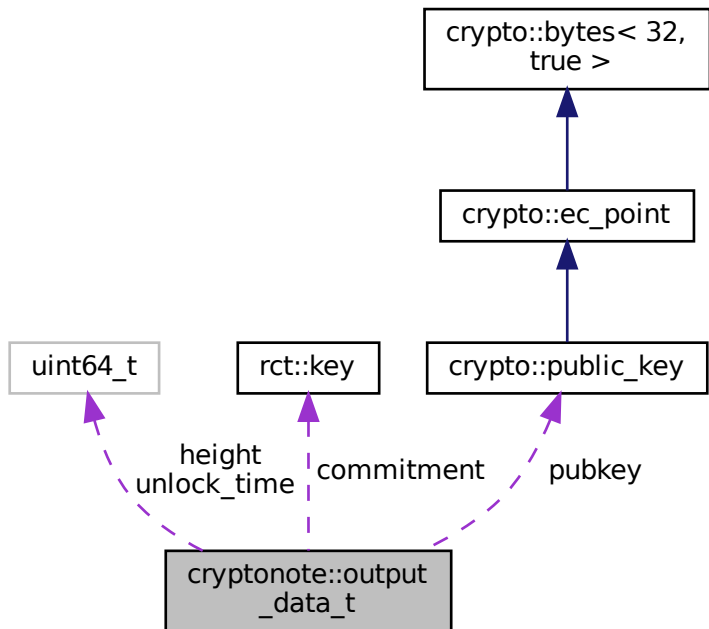 crypto::bytes< 32,
true >
crypto::ec_point
uint64_t
rct::key
crypto::public_key
height
unlock_time
commitment
pubkey
cryptonote::output
_data_t